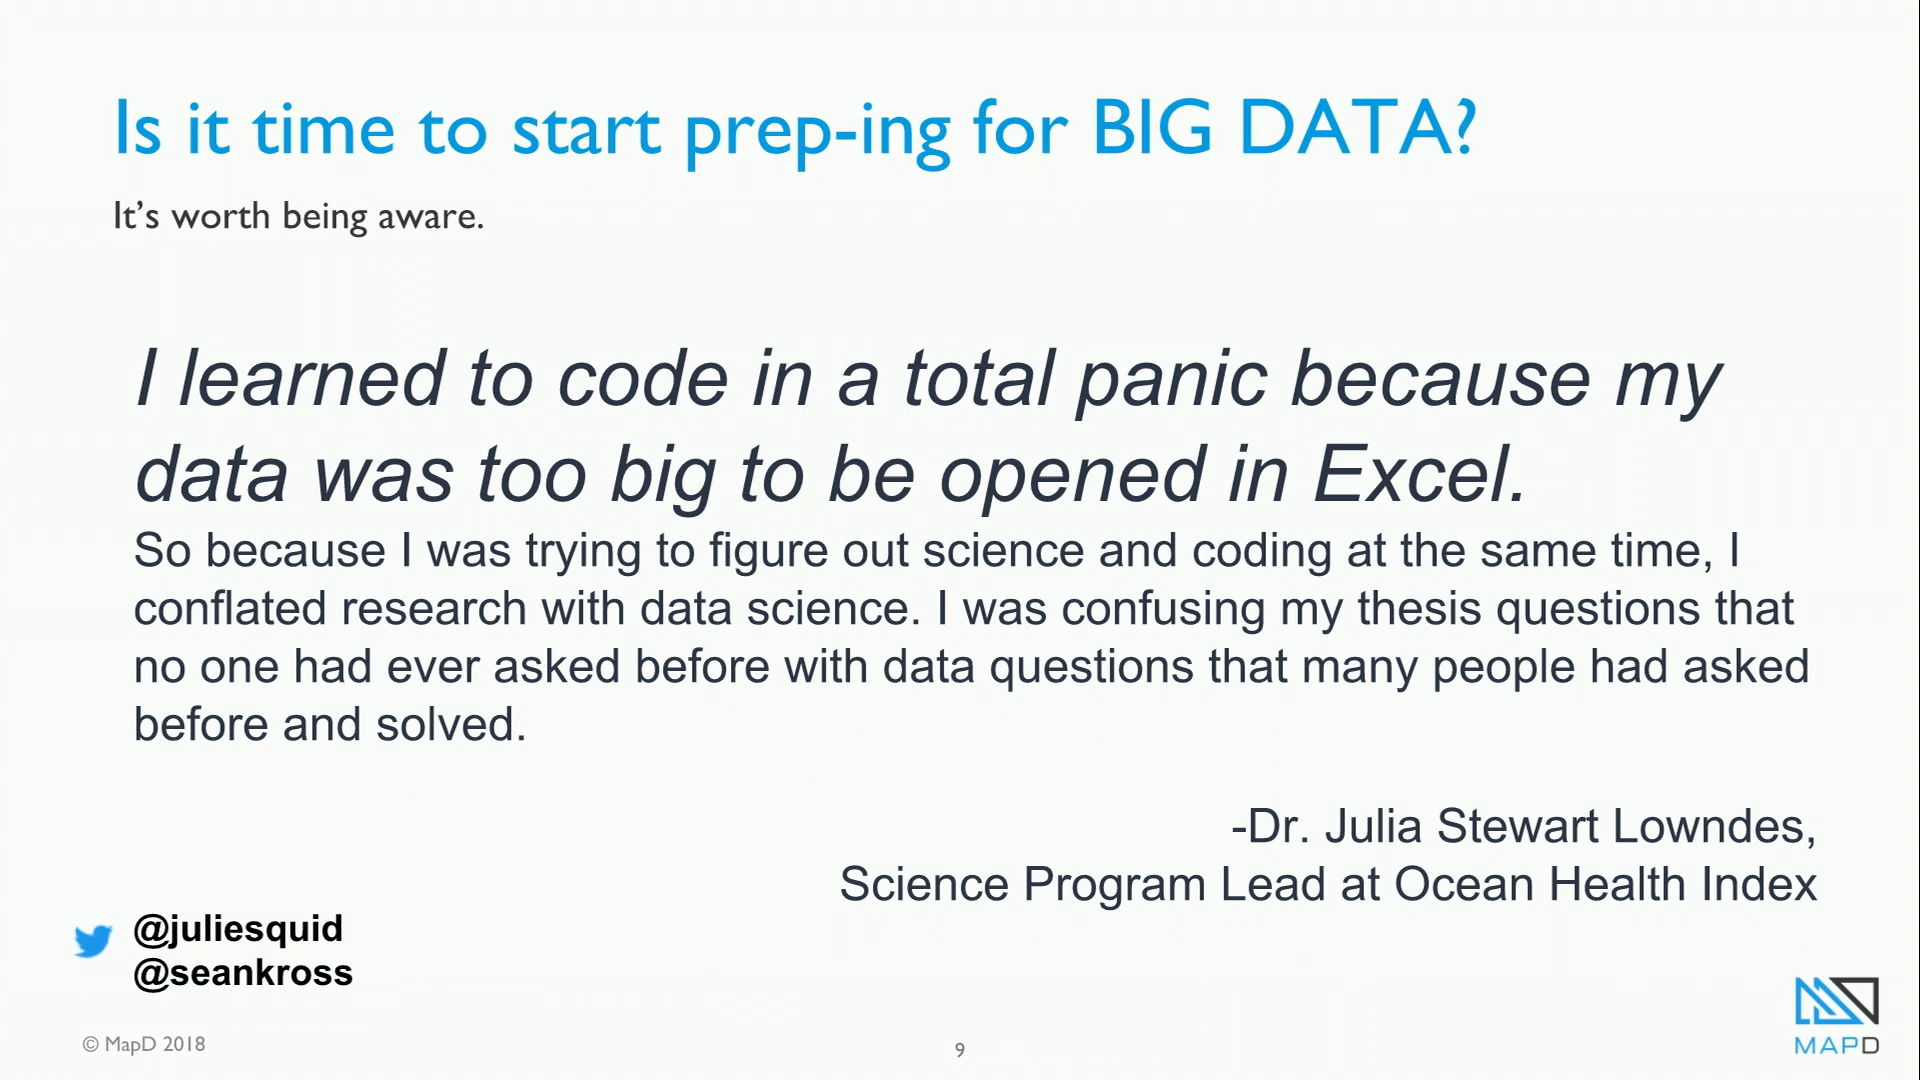 Is it time to start prep-ing for BIG DATA?
It’s worth being aware.
I learned to code in a total panic because my
data was too big to be opened in Excel.
So because I was trying to figure out science and coding at the same time, I
conflated research with data science. I was confusing my thesis questions that
no one had ever asked before with data questions that many people had asked
before and solved.
-Dr. Julia Stewart Lowndes,
Science Program Lead at Ocean Health Index
@juliesquid
@seankross
© MapD 2018
9
MAPD